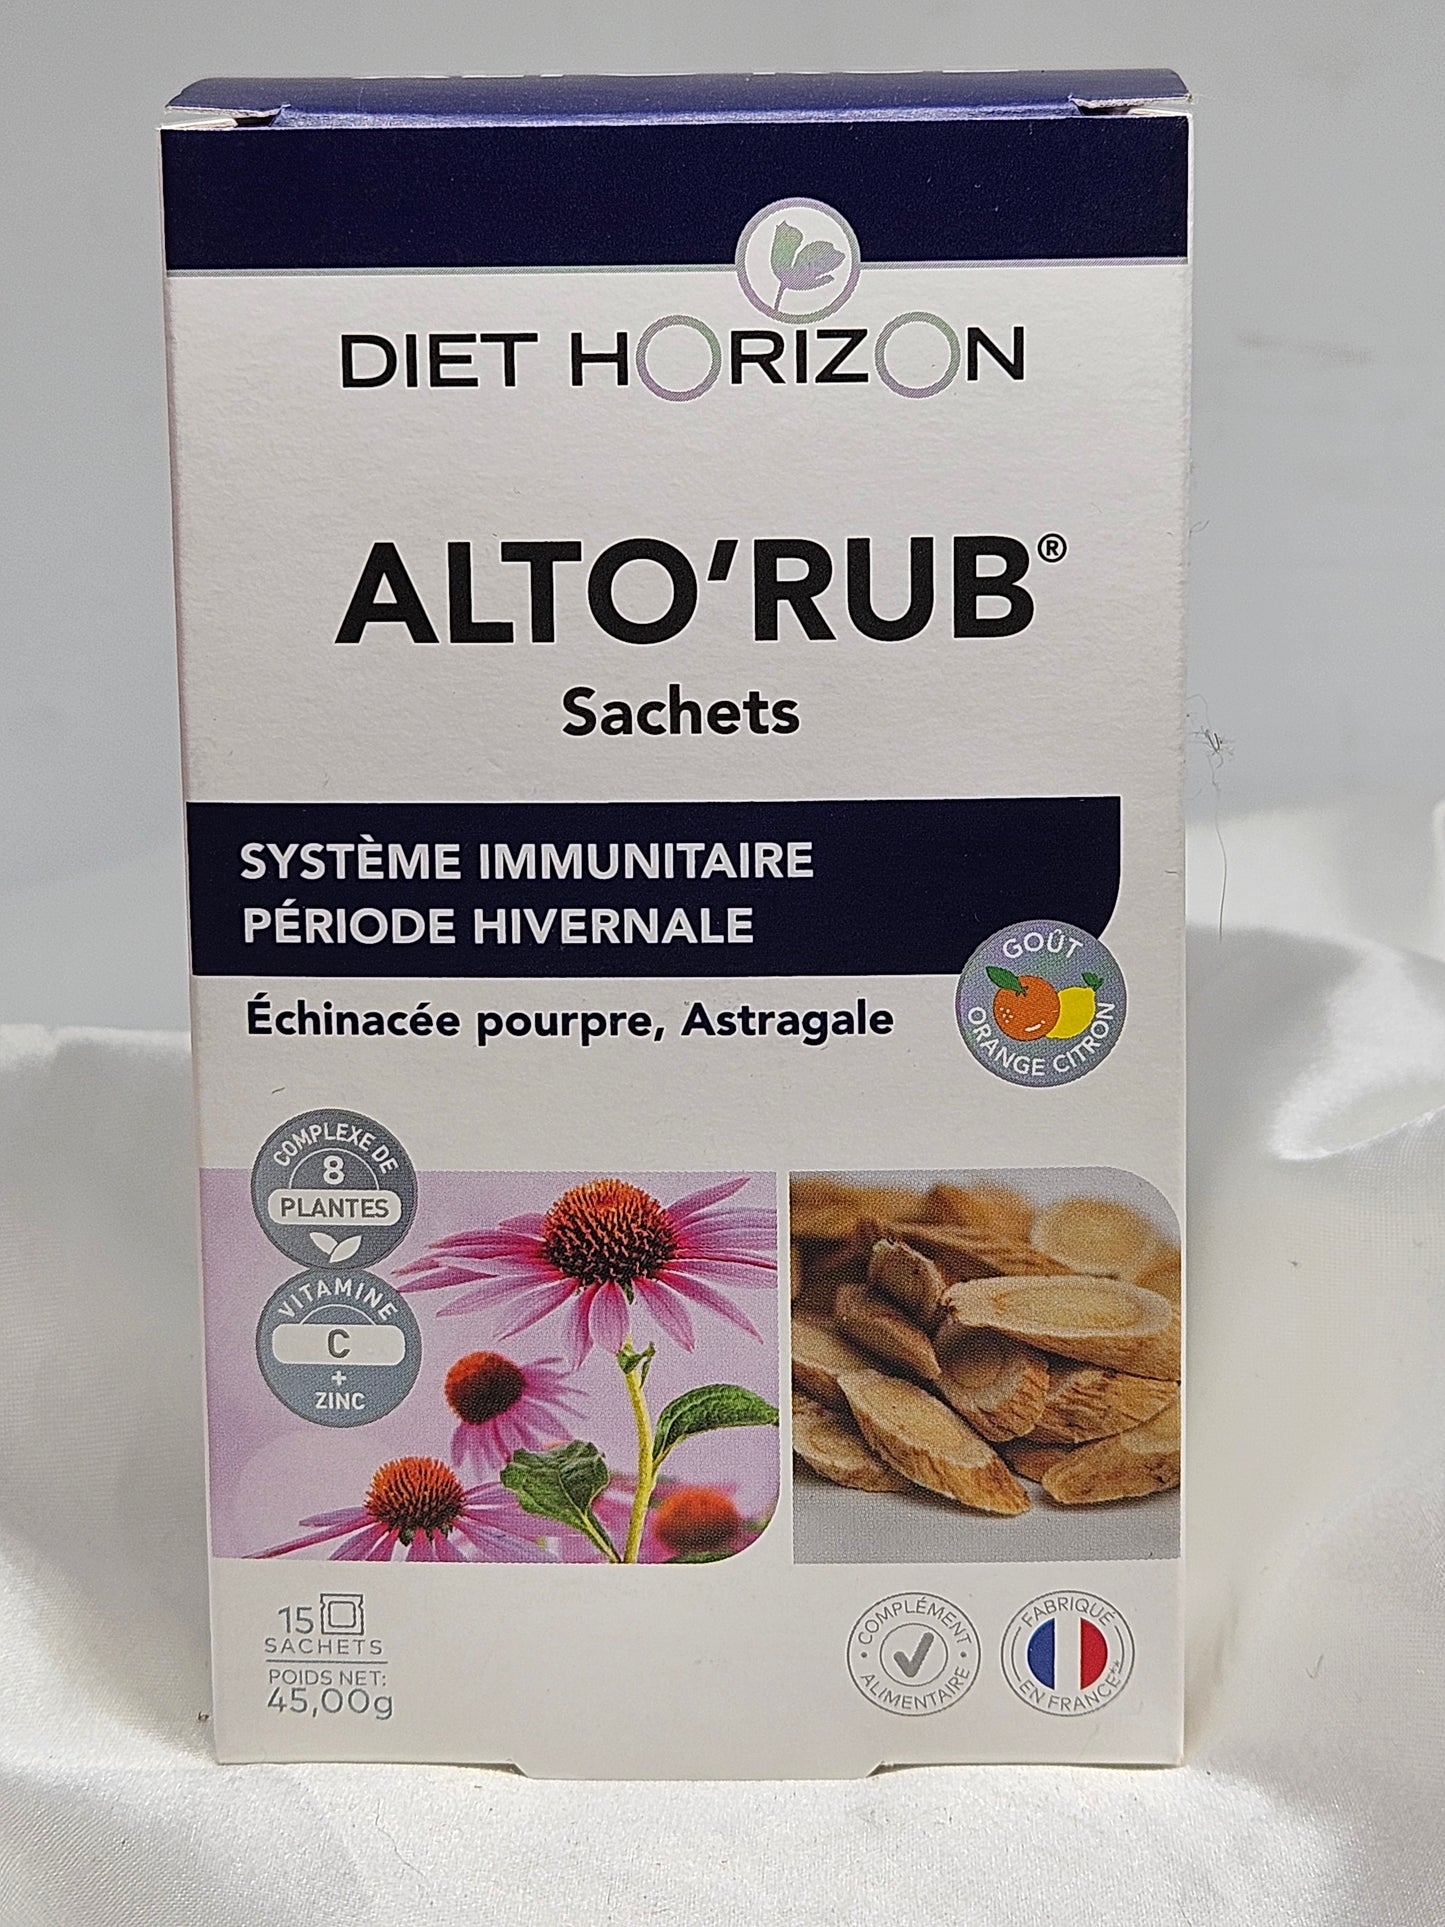 DIET HORIZON
ALTO'RUB®
Sachets
SYSTÈME IMMUNITAIRE
PÉRIODE HIVERNALE
Échinacée pourpre, Astragale
GOÛT
ORANGE CITRON
COMPLEXE DE
8
PLANTES
VITAMINE
C
+
ZINC
15
SACHETS
POIDS NET:
45,00g
COMPLÉMENT
ALIMENTAIRE
FABRIQUÉ
EN FRANCE**